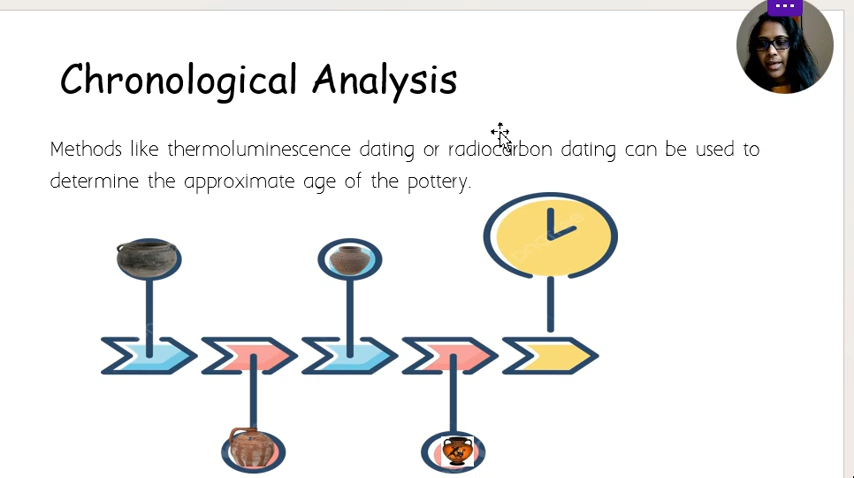 Chronological Analysis
Methods like thermoluminescence dating or radiocarbon dating can be used to
determine the approximate age of the pottery.